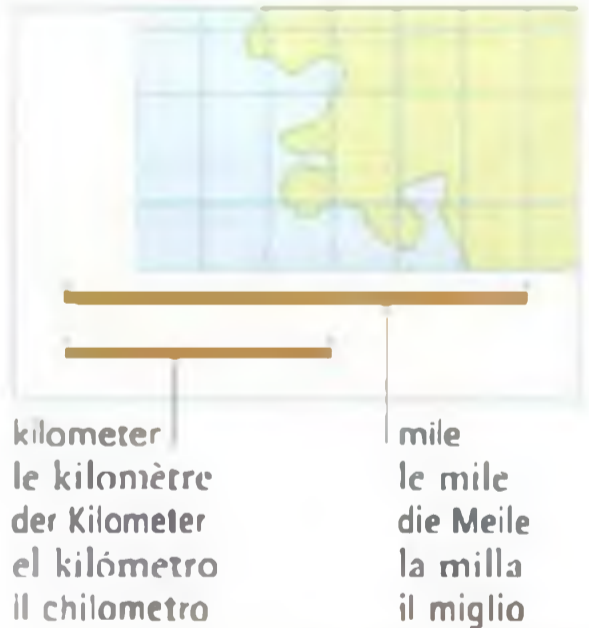 kilometer
le kilomètre
der Kilometer
el kilómetro
il chilometro
mile
le mile
die Meile
la milla
il miglio